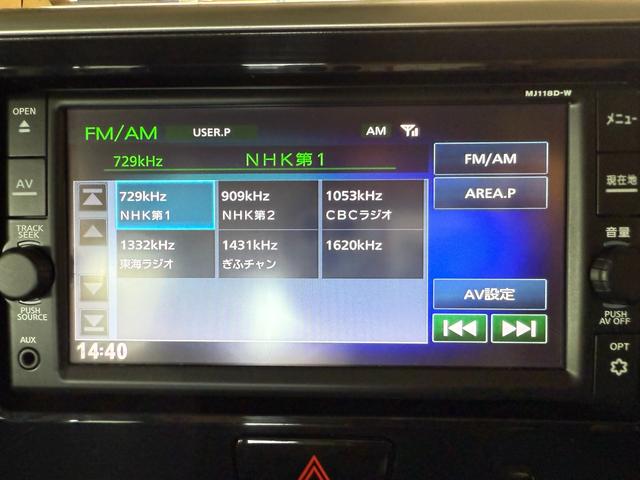 MJ118D-W
OPEN
AV
TRACK
SEEK
PUSH
SOURCE
AUX
FM/AM USER.P AM
729kHz NHK第1
FM/AM
AREA.P
729kHz
NHK第1
909kHz
NHK第2
1053kHz
CBCラジオ
1332kHz
東海ラジオ
1431kHz
ぎふチャン
1620kHz
AV設定
14:40
メニュー
現在地
音量
PUSH
AV OFF
OPT